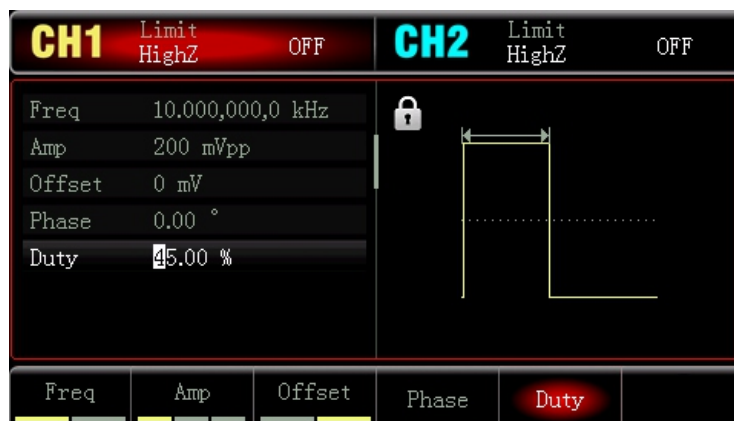 CH1 Limit HighZ OFF CH2 Limit HighZ OFF
Freq 10.000,000,0 kHz
Amp 200 mVpp
Offset 0 mV
Phase 0.00 °
Duty 45.00 %
Freq Amp Offset Phase Duty